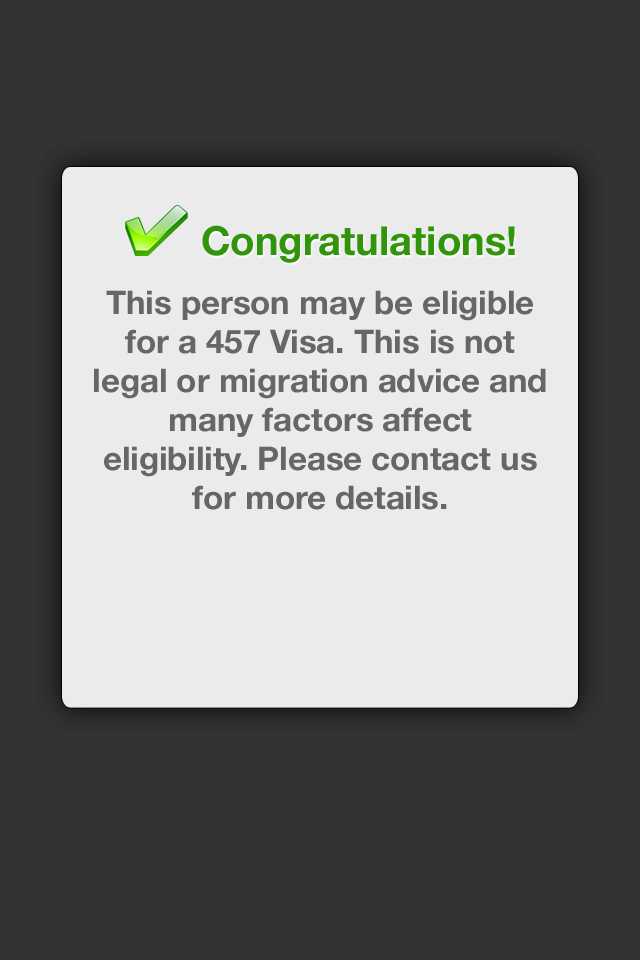 Congratulations!
This person may be eligible
for a 457 Visa. This is not
legal or migration advice and
many factors affect
eligibility. Please contact us
for more details.